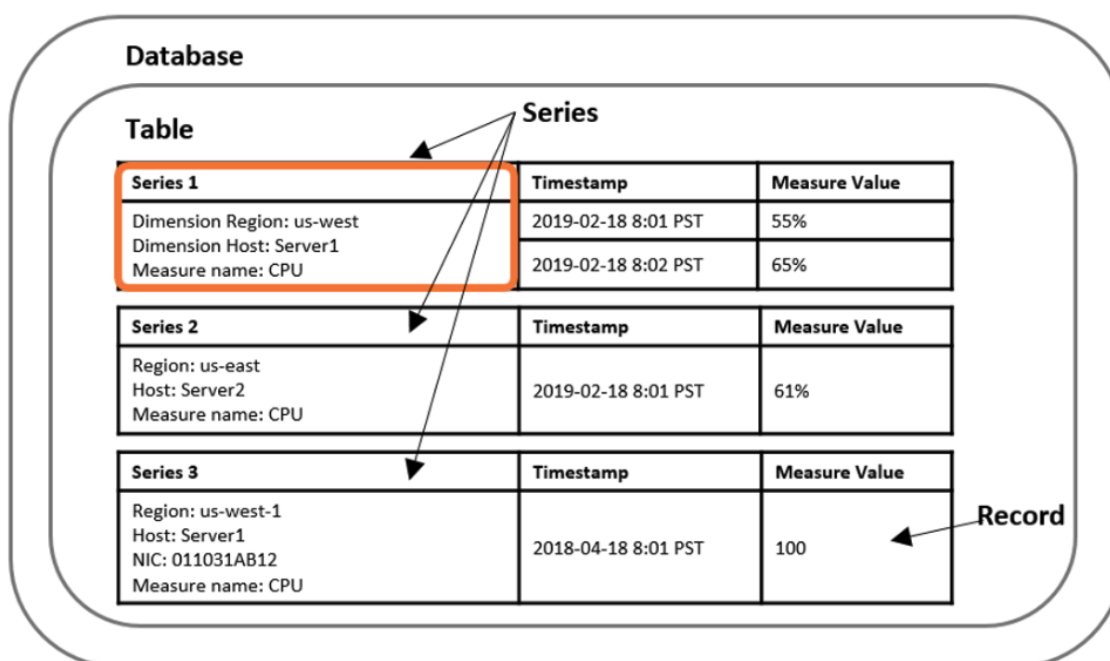 Database
Table
Series
Series 1
Timestamp
Measure Value
Dimension Region: us-west
Dimension Host: Server1
Measure name: CPU
2019-02-18 8:01 PST
55%
2019-02-18 8:02 PST
65%
Series 2
Timestamp
Measure Value
Region: us-east
Host: Server2
Measure name: CPU
2019-02-18 8:01 PST
61%
Series 3
Timestamp
Measure Value
Region: us-west-1
Host: Server1
NIC: 011031AB12
Measure name: CPU
2018-04-18 8:01 PST
100
Record